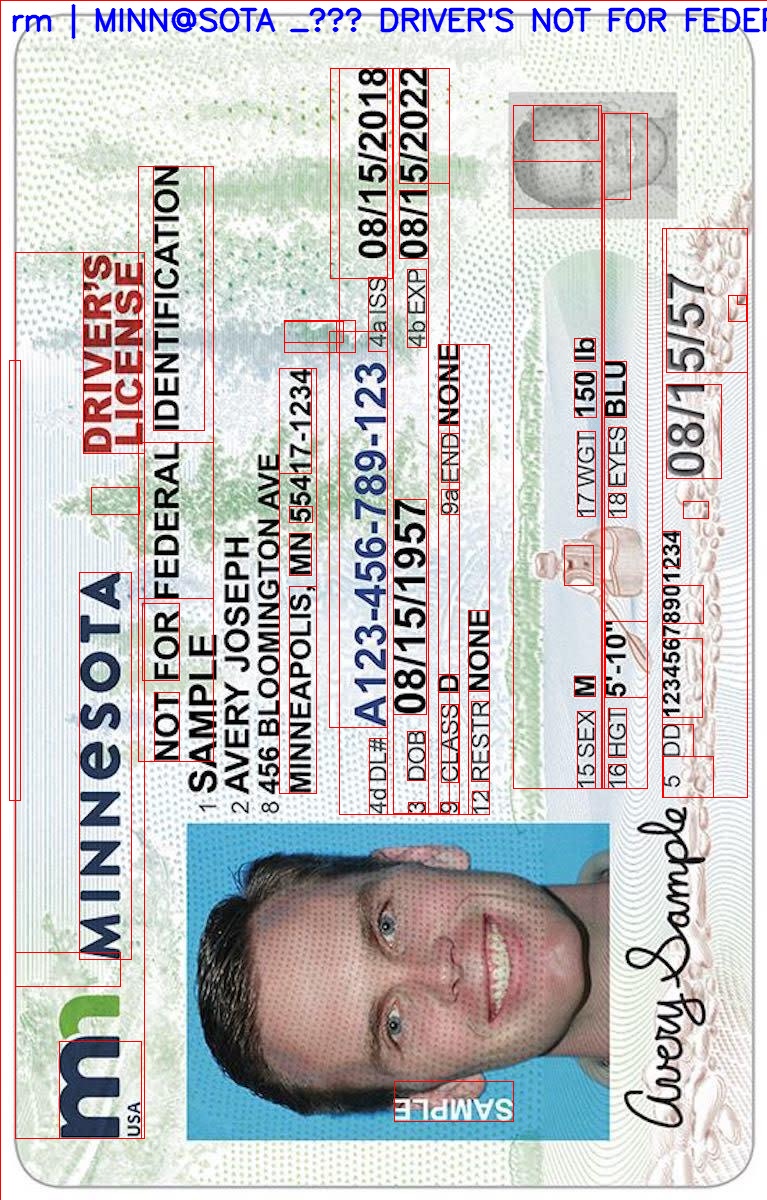 rm | MINN@SOTA _??? DRIVER'S NOT FOR FEDER
mn
USA
MINNesOTA
DRIVER'S
LICENSE
NOT FOR FEDERAL IDENTIFICATION
1 SAMPLE
2 AVERY JOSEPH
8 456 BLOOMINGTON AVE
MINNEAPOLIS, MN 55417-1234
4d DL# A123-456-789-123 4a ISS 08/15/2018
3 DOB 08/15/1957 4b EXP 08/15/2022
9 CLASS D 9a END NONE
12 RESTR NONE
15 SEX M 17 WGT 150 lb
16 HGT 5'-10" 18 EYES BLU
5 DD 12345678901234
08/15/57
SAMPLE
Avery Sample